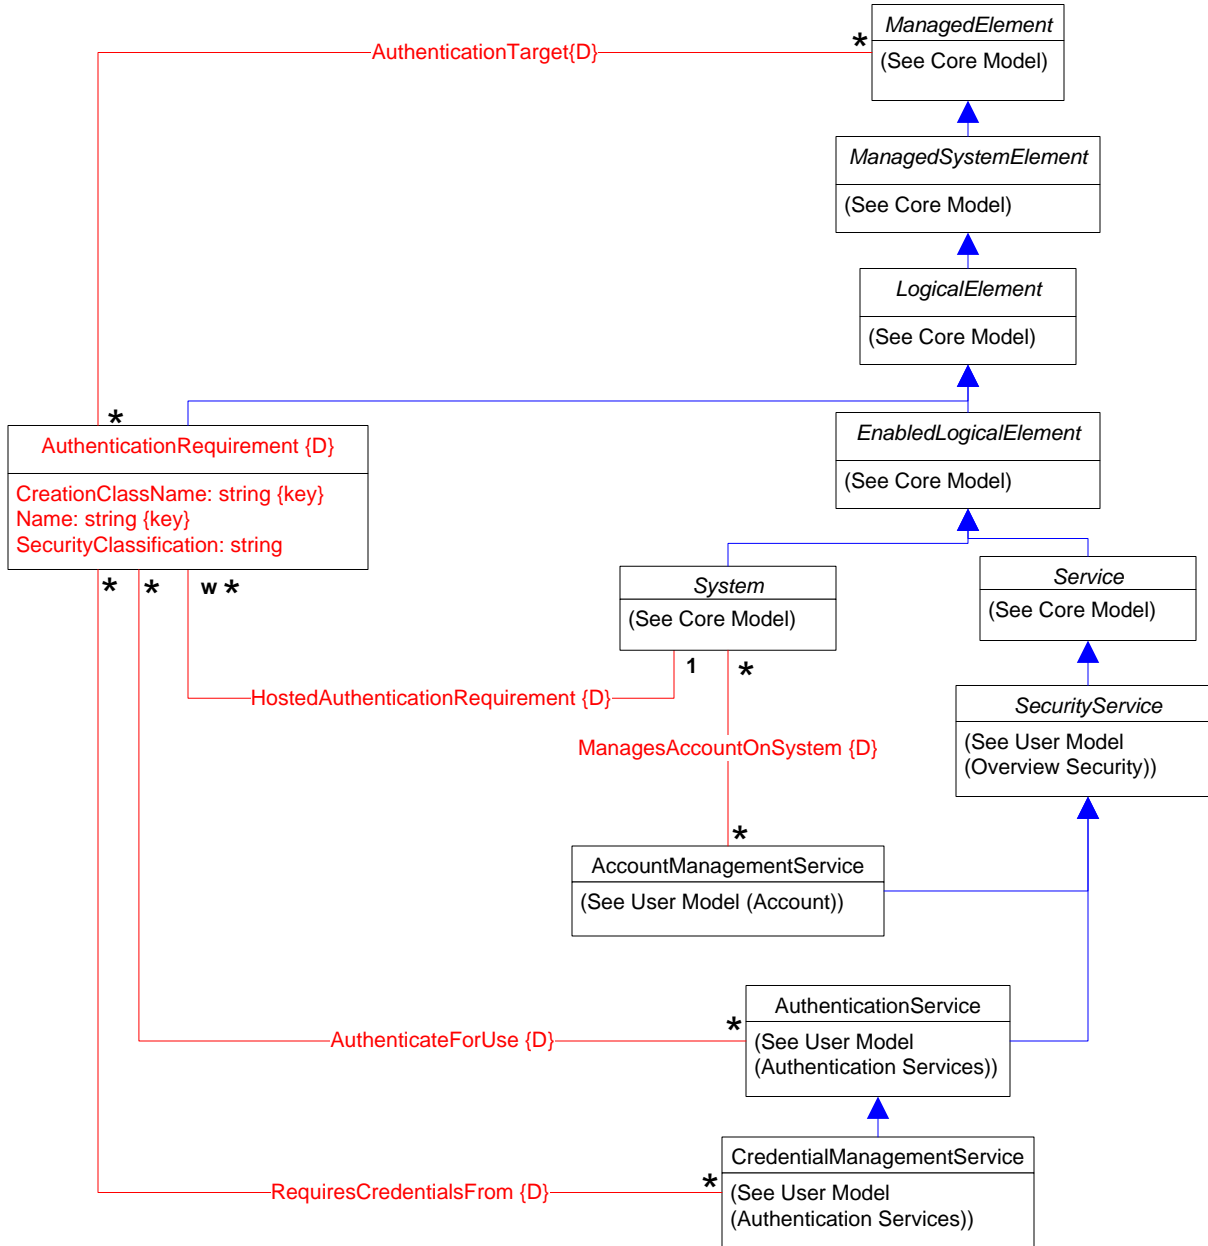 ManagedElement
AuthenticationTarget{D}
*
(See Core Model)
ManagedSystemElement
(See Core Model)
LogicalElement
(See Core Model)
*
AuthenticationRequirement {D}
CreationClassName: string {key}
Name: string {key}
SecurityClassification: string
EnabledLogicalElement
(See Core Model)
*
*
w *
System
(See Core Model)
Service
(See Core Model)
1
*
HostedAuthenticationRequirement {D}
SecurityService
(See User Model
(Overview Security))
ManagesAccountOnSystem {D}
*
AccountManagementService
(See User Model (Account))
AuthenticationService
(See User Model
(Authentication Services))
AuthenticateForUse {D}
*
CredentialManagementService
(See User Model
(Authentication Services))
RequiresCredentialsFrom {D}
*